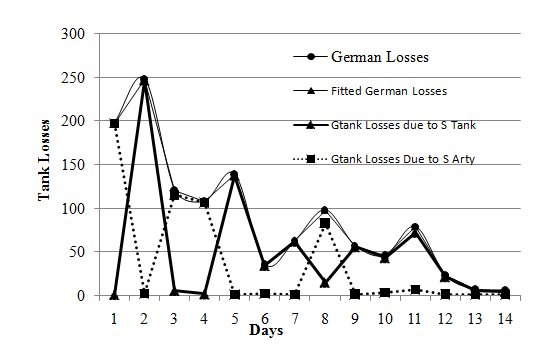 300
German Losses
250
Fitted German Losses
200
Gtank Losses due to S Tank
150
Gtank Losses Due to S Arty
100
50
0
Tank Losses
1 2 3 4 5 6 7 8 9 10 11 12 13 14
Days